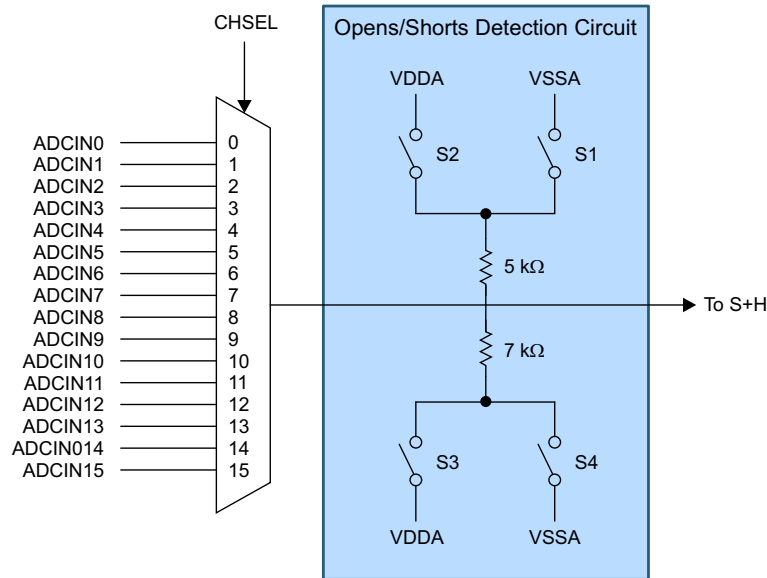 CHSEL
Opens/Shorts Detection Circuit
VDDA
VSSA
S2
S1
ADCIN0 0
ADCIN1 1
ADCIN2 2
ADCIN3 3
ADCIN4 4
ADCIN5 5
ADCIN6 6
ADCIN7 7
ADCIN8 8
ADCIN9 9
ADCIN10 10
ADCIN11 11
ADCIN12 12
ADCIN13 13
ADCIN014 14
ADCIN15 15
5 kΩ
To S+H
7 kΩ
S3
S4
VDDA
VSSA